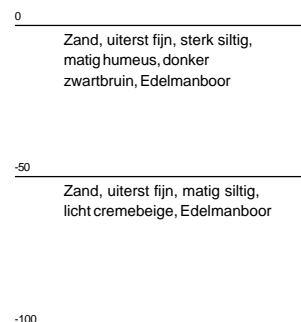 0
Zand, uiterst fijn, sterk siltig,
matig humeus, donker
zwartbruin, Edelmanboor
-50
Zand, uiterst fijn, matig siltig,
licht cremebeige, Edelmanboor
-100